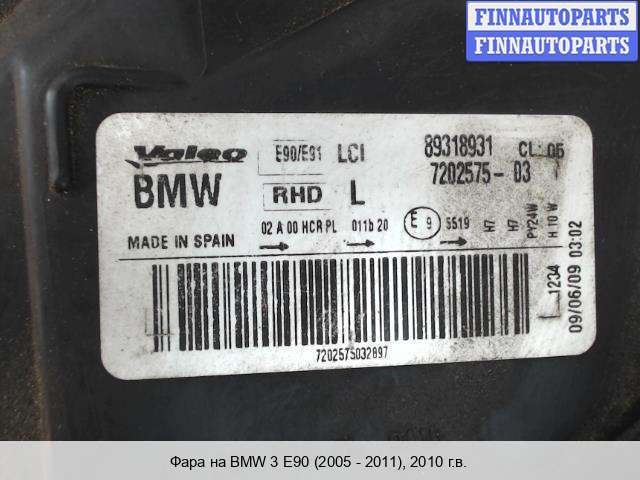 FINNAUTOPARTS
FINNAUTOPARTS
Valeo E90/E91 LCI 89318931 CL: 05
BMW RHD L 7202575-03
MADE IN SPAIN 02 A 00 HCR PL 011b 20 E 9 5519 H7 H7 PY24W H 10 W
1234
09/06/09 03:02
7202575032897
Фара на BMW 3 E90 (2005 - 2011), 2010 г.в.